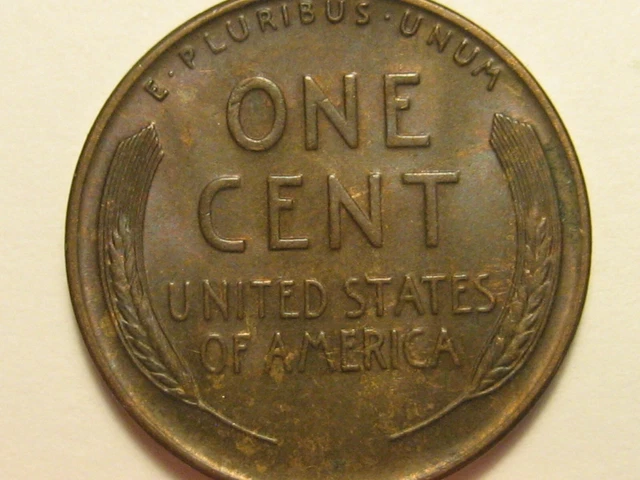 E·PLURIBUS·UNUM
ONE
CENT
UNITED STATES
OF AMERICA